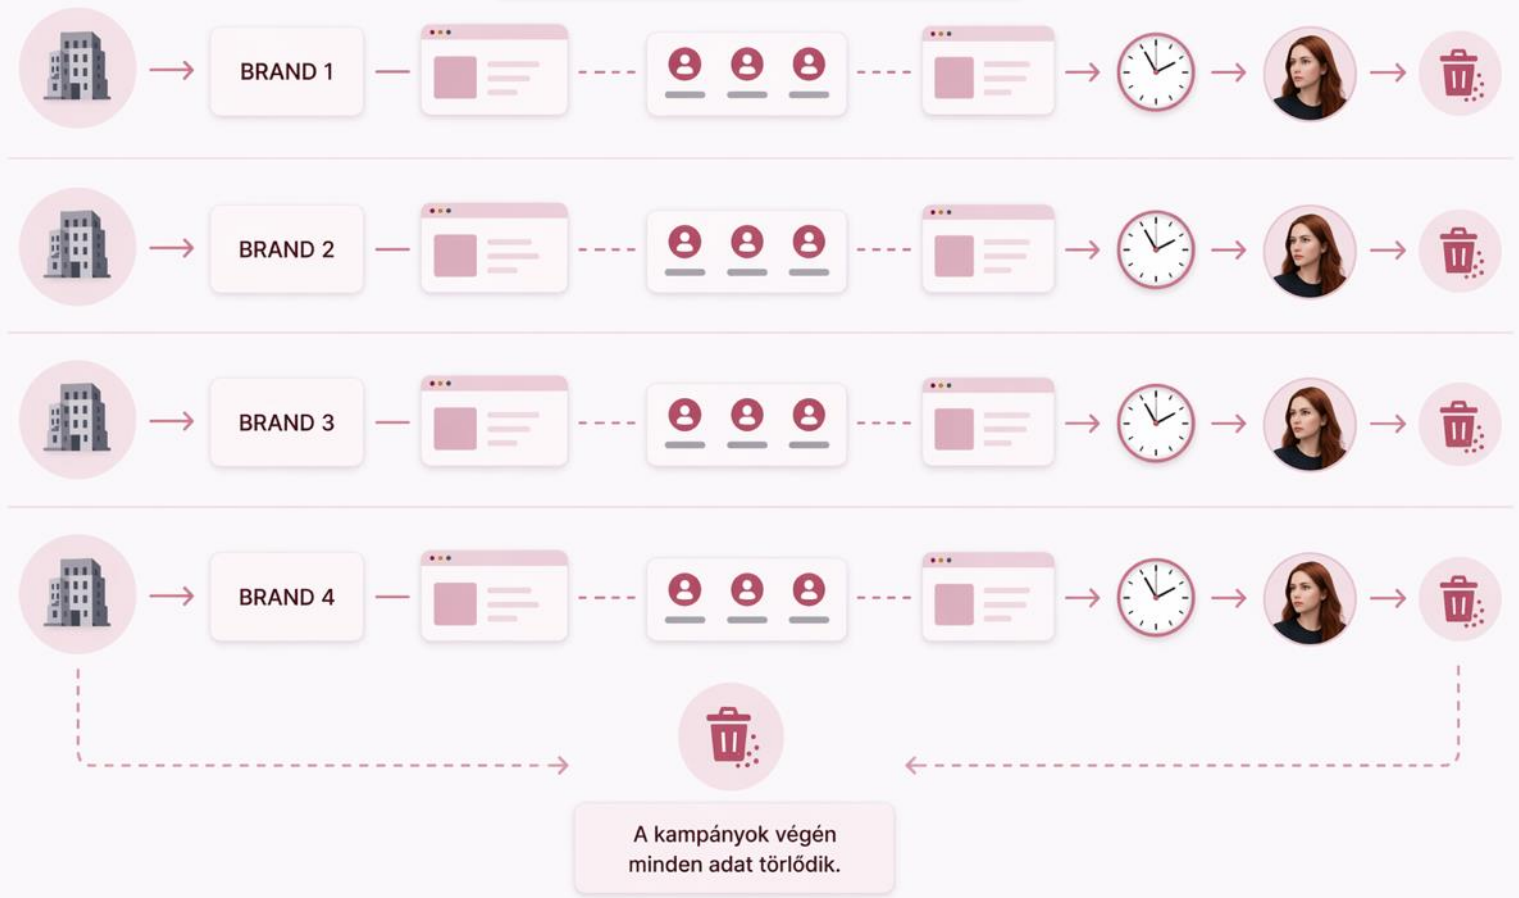 BRAND 1
BRAND 2
BRAND 3
BRAND 4
A kampányok végén
minden adat törlődik.